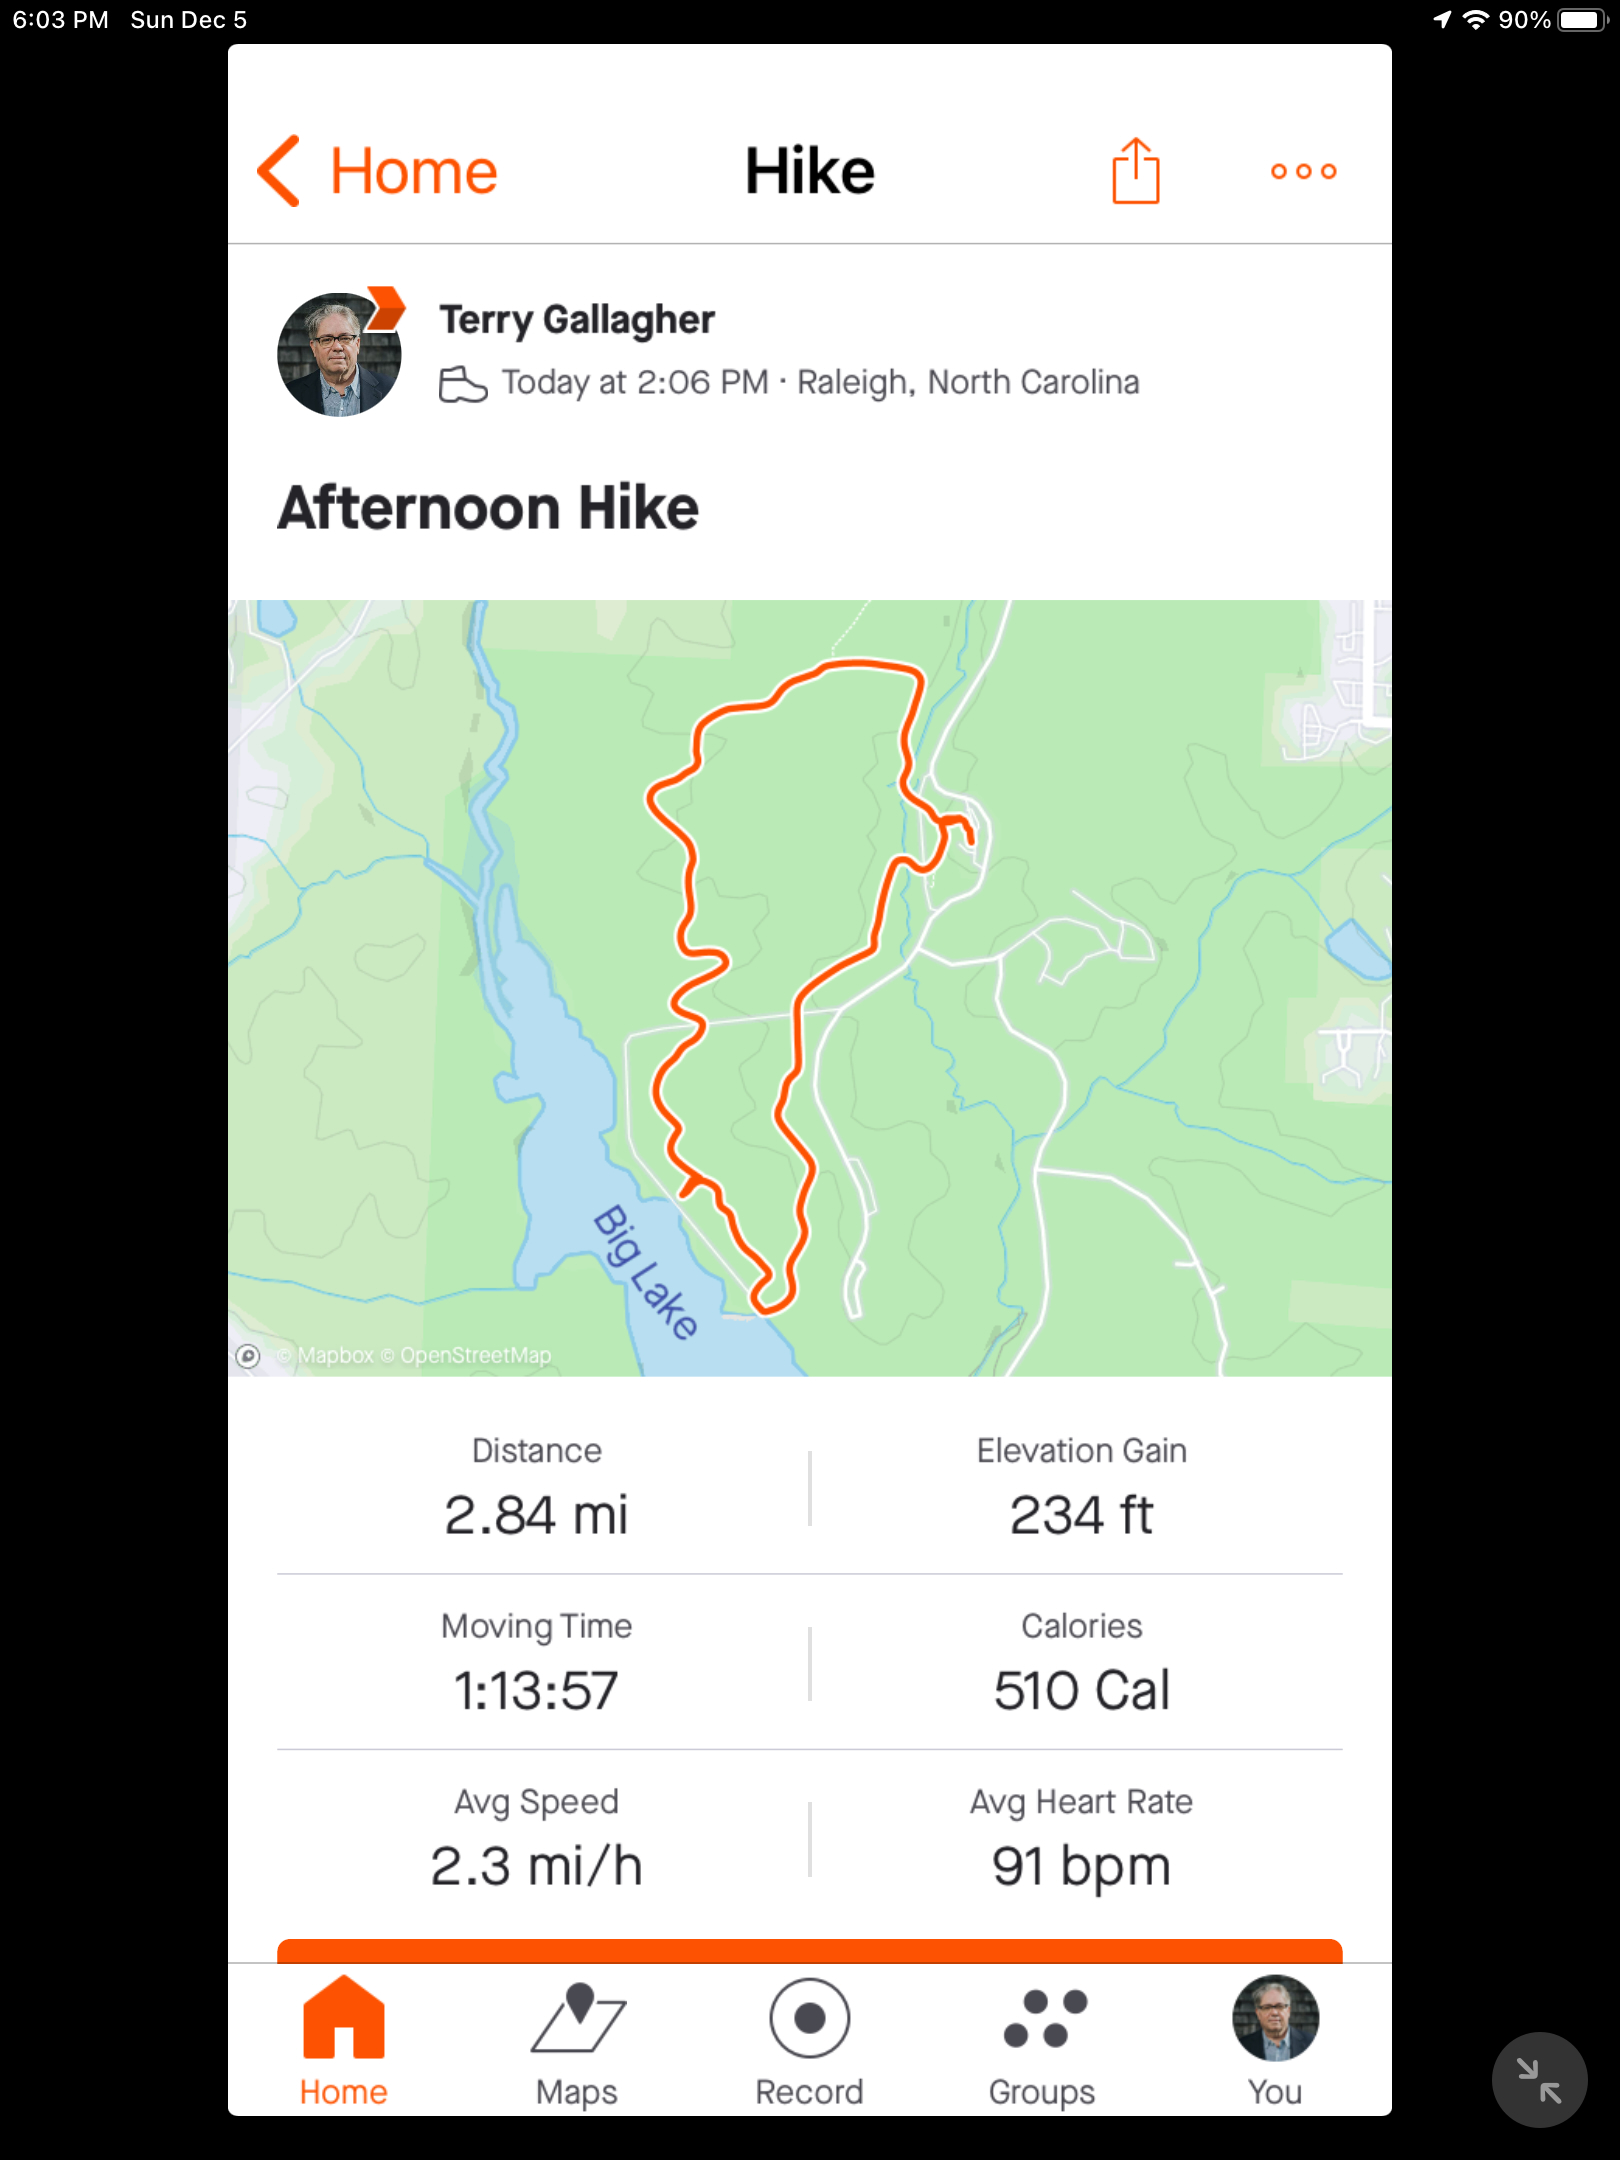 6:03 PM Sun Dec 5 90%
Home Hike
Terry Gallagher
Today at 2:06 PM · Raleigh, North Carolina
Afternoon Hike
Big Lake
© Mapbox © OpenStreetMap
Distance Elevation Gain
2.84 mi 234 ft
Moving Time Calories
1:13:57 510 Cal
Avg Speed Avg Heart Rate
2.3 mi/h 91 bpm
Home Maps Record Groups You